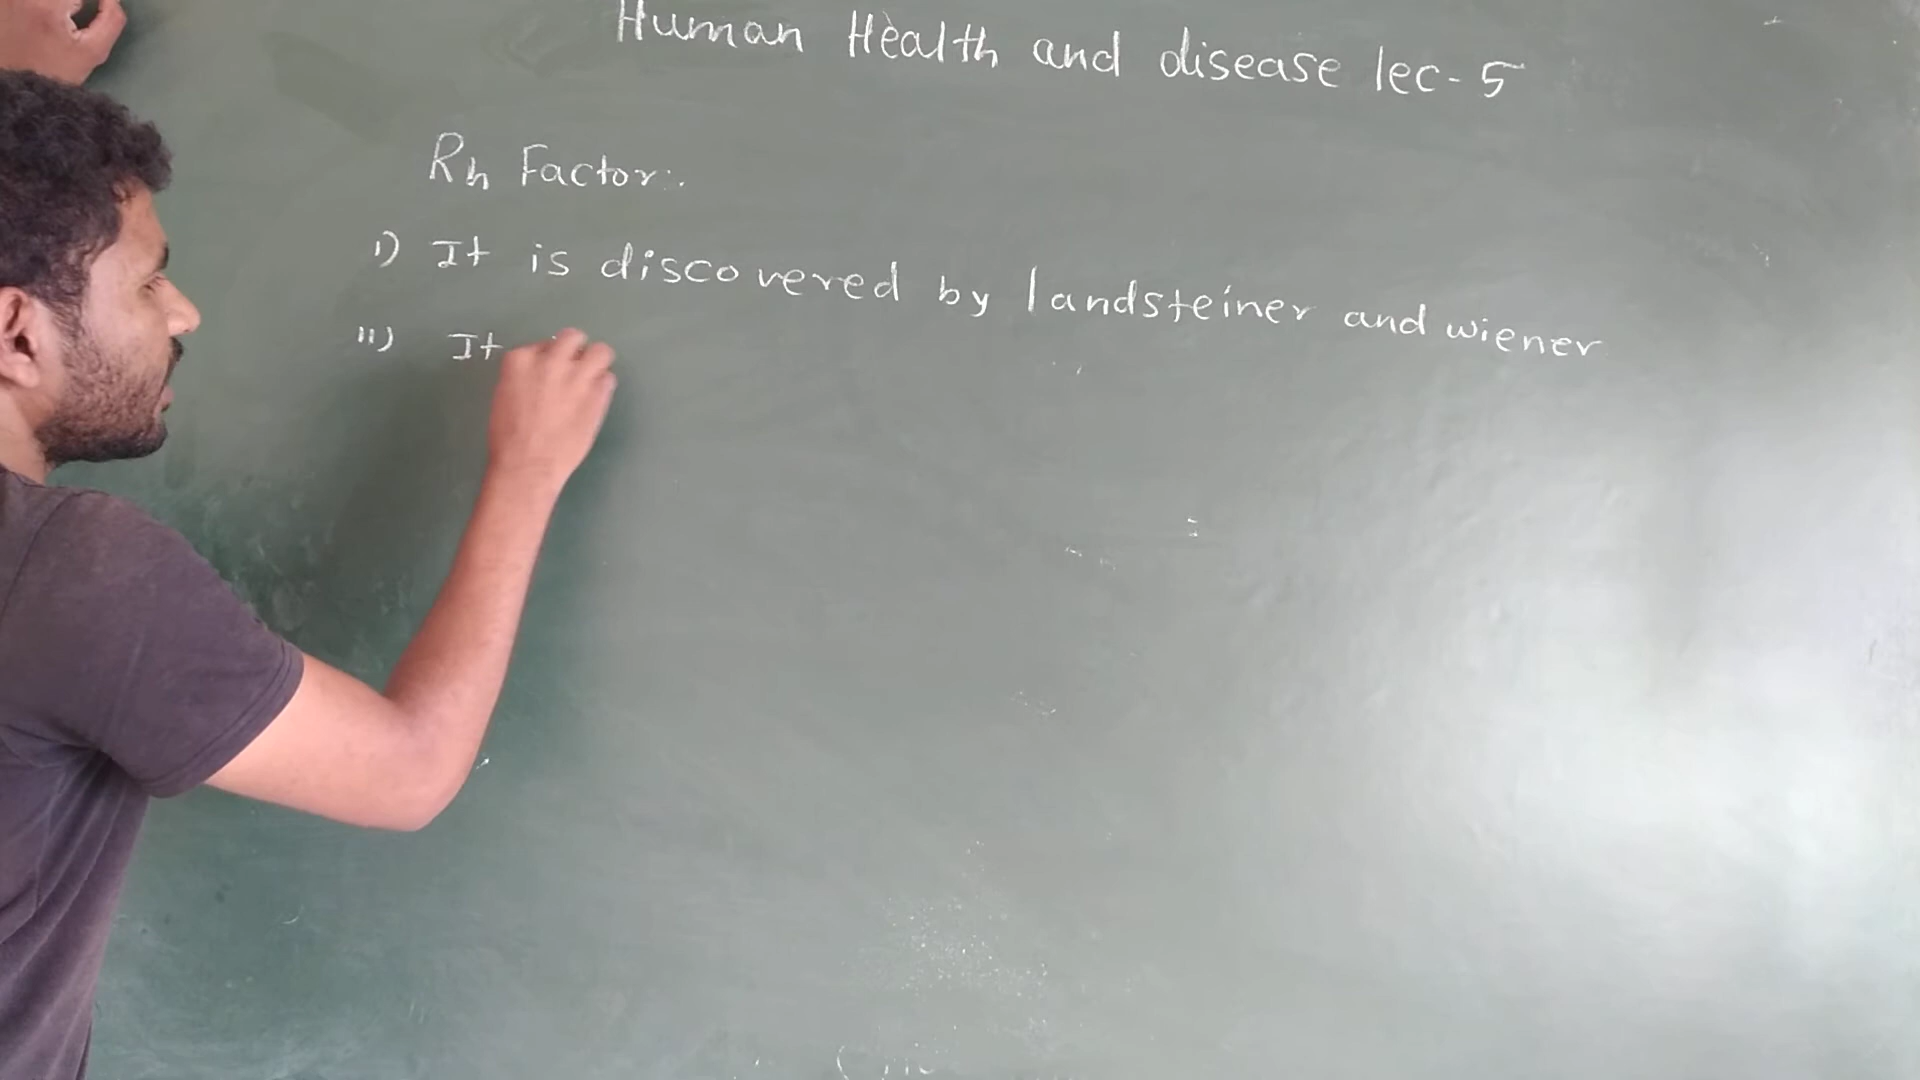 Human Health and disease lec-5
Rh Factor:.
i) It is discovered by landsteiner and wiener
ii) It